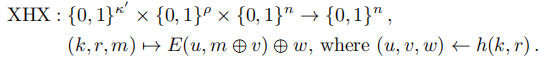 XHX : {0, 1}^{κ′} × {0, 1}^ρ × {0, 1}^n → {0, 1}^n ,
(k, r, m) ↦ E(u, m ⊕ v) ⊕ w, where (u, v, w) ← h(k, r) .